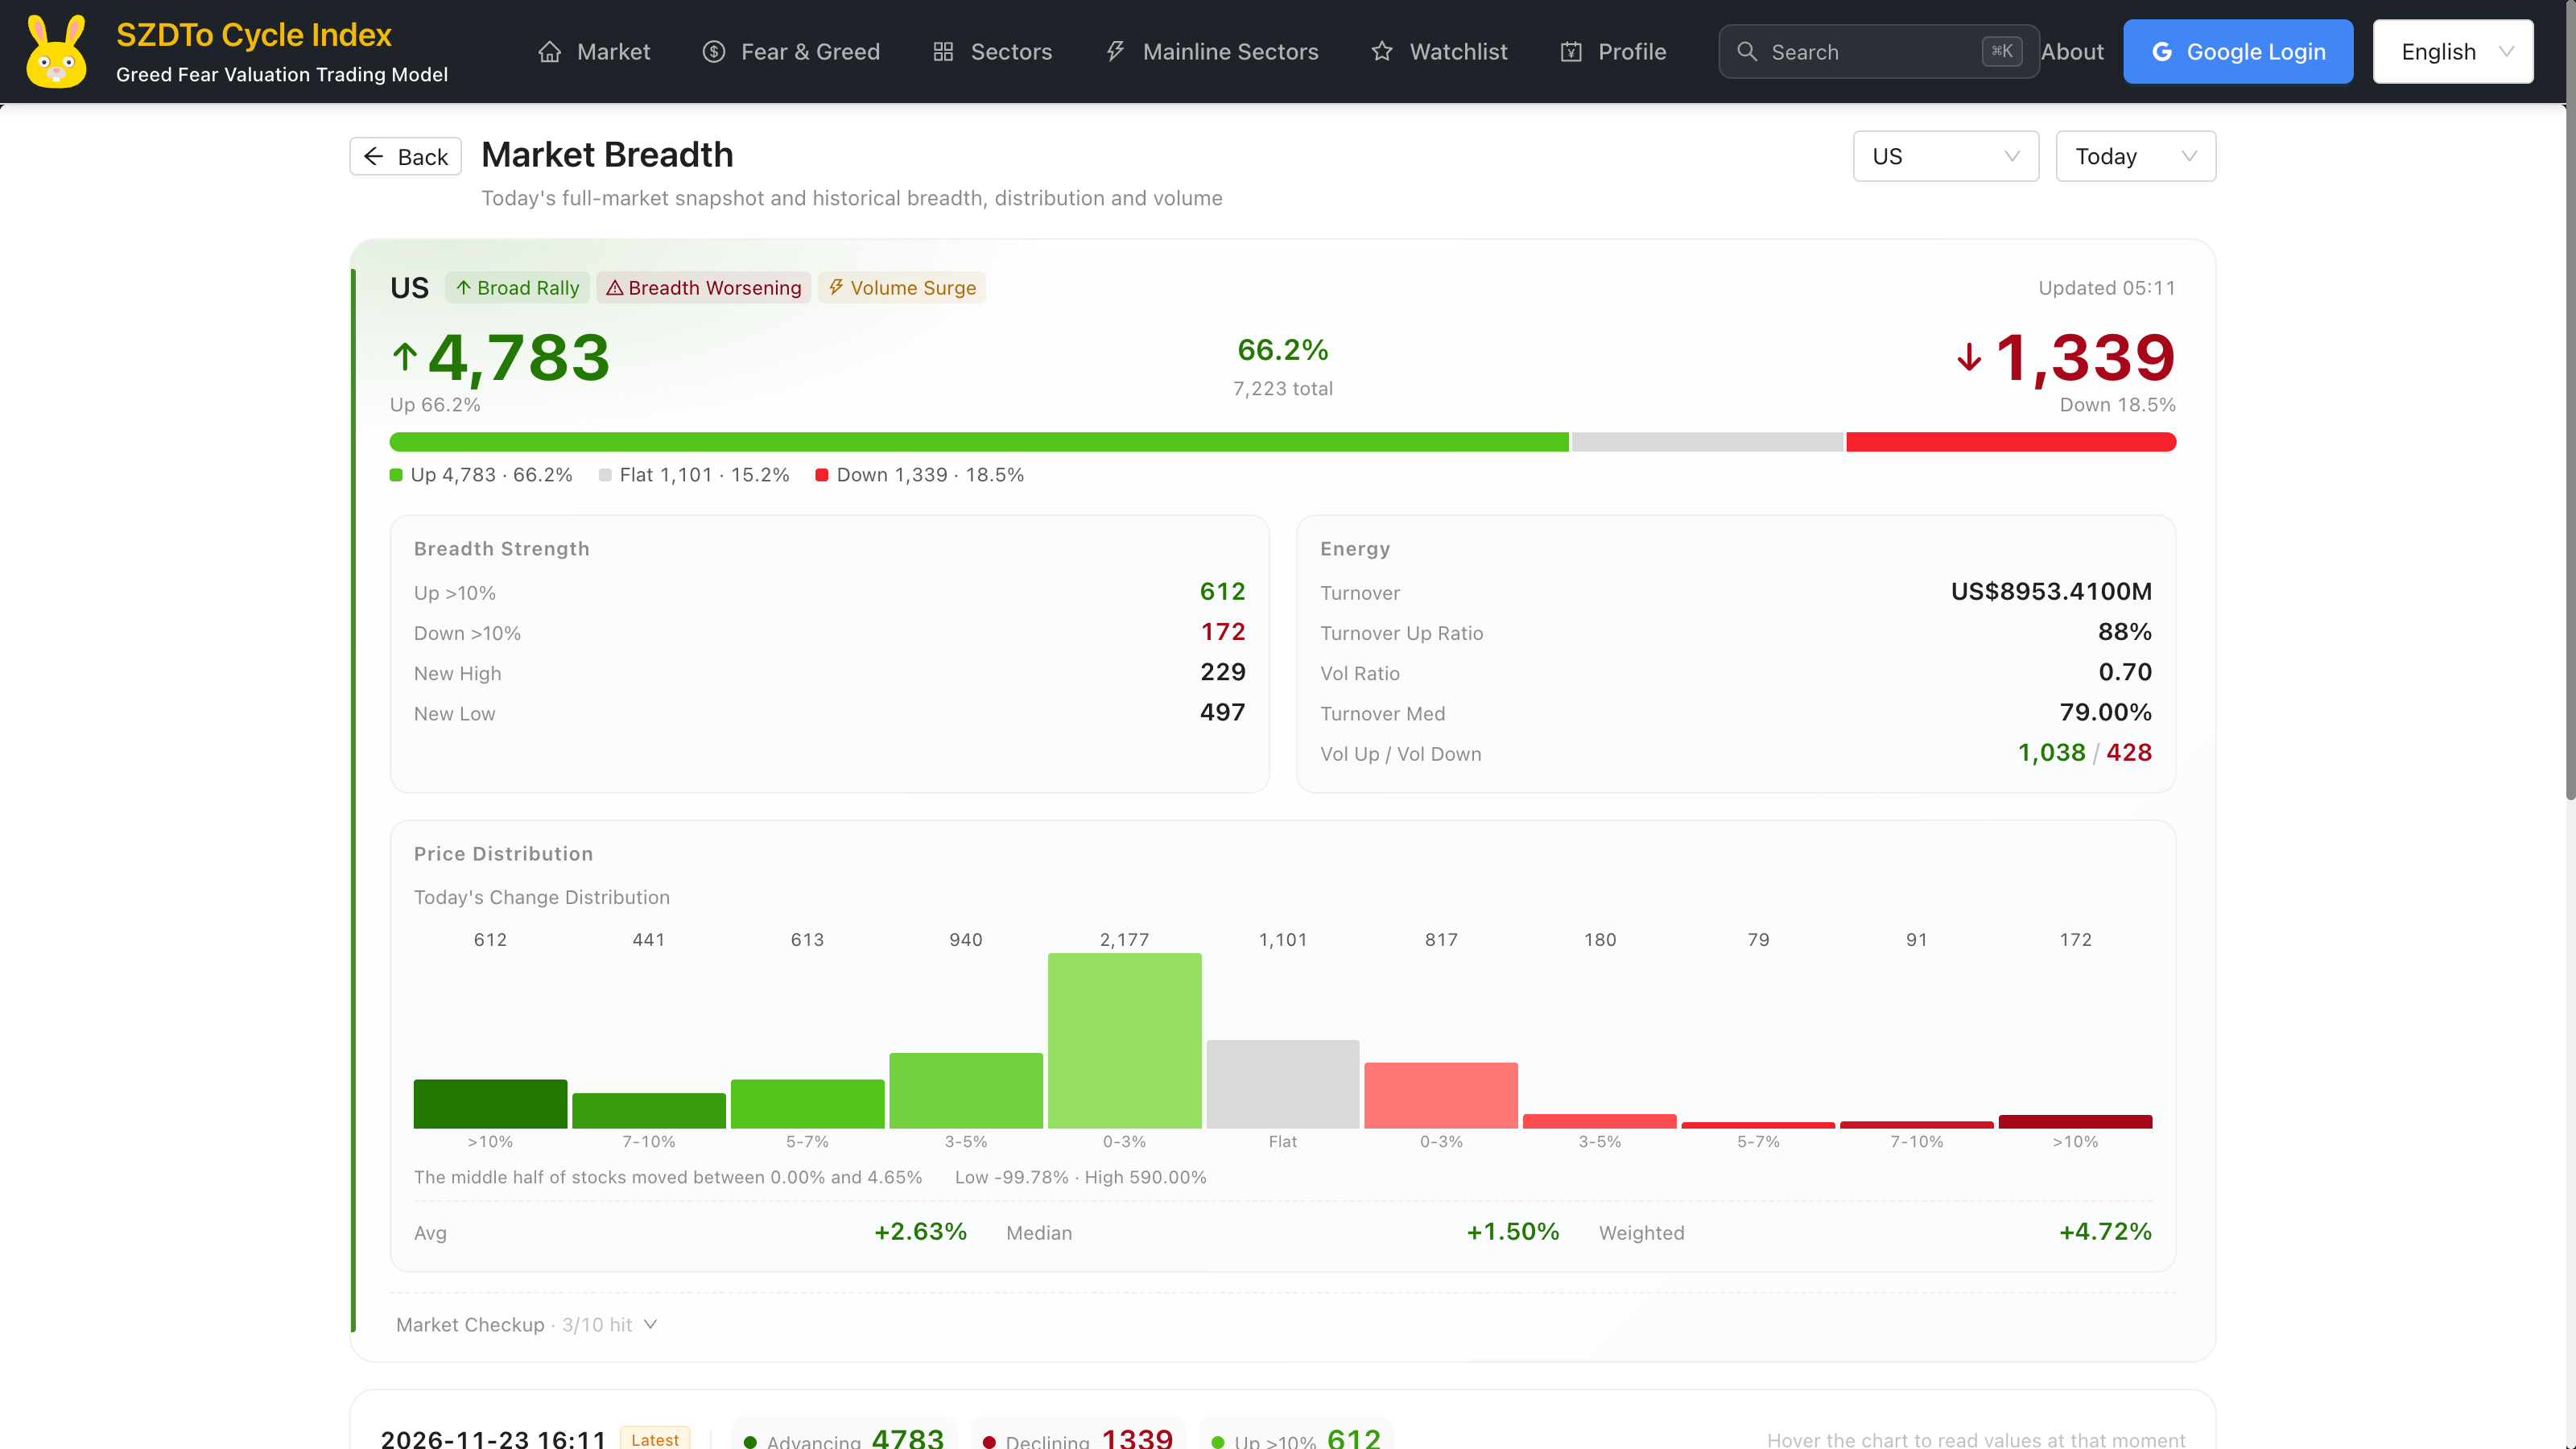 SZDTo Cycle Index
Greed Fear Valuation Trading Model
Market
Fear & Greed
Sectors
Mainline Sectors
Watchlist
Profile
Search
⌘K
About
Google Login
English
Back
Market Breadth
Today's full-market snapshot and historical breadth, distribution and volume
US
Today
US
Broad Rally
Breadth Worsening
Volume Surge
Updated 05:11
4,783
66.2%
1,339
Up 66.2%
7,223 total
Down 18.5%
Up 4,783 · 66.2%
Flat 1,101 · 15.2%
Down 1,339 · 18.5%
Breadth Strength
Up >10% 612
Down >10% 172
New High 229
New Low 497
Energy
Turnover US$8953.4100M
Turnover Up Ratio 88%
Vol Ratio 0.70
Turnover Med 79.00%
Vol Up / Vol Down 1,038 / 428
Price Distribution
Today's Change Distribution
612 441 613 940 2,177 1,101 817 180 79 91 172
>10% 7-10% 5-7% 3-5% 0-3% Flat 0-3% 3-5% 5-7% 7-10% >10%
The middle half of stocks moved between 0.00% and 4.65% Low -99.78% · High 590.00%
Avg +2.63% Median +1.50% Weighted +4.72%
Market Checkup · 3/10 hit
2026-11-23 16:11 Latest Advancing 4783 Declining 1339 Up >10% 612 Hover the chart to read values at that moment